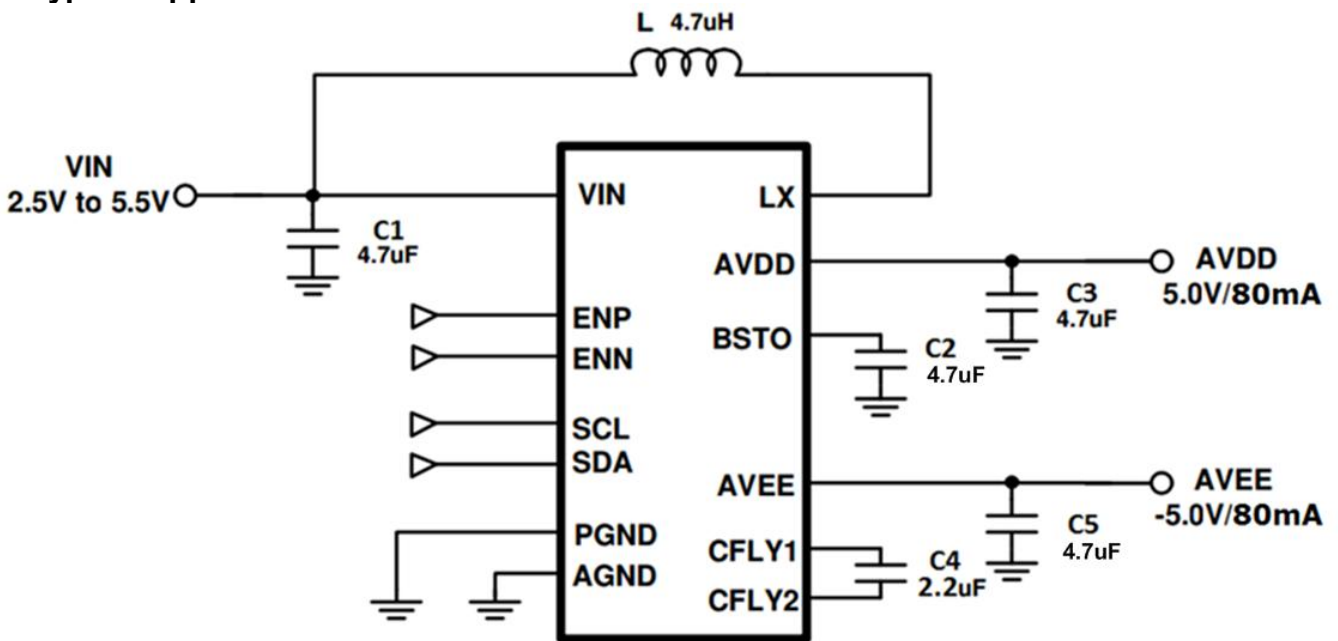 L 4.7uH
VIN
2.5V to 5.5V
C1
4.7uF
VIN
ENP
ENN
SCL
SDA
PGND
AGND
LX
AVDD
BSTO
AVEE
CFLY1
CFLY2
C2
4.7uF
AVDD
5.0V/80mA
C3
4.7uF
AVEE
-5.0V/80mA
C5
4.7uF
C4
2.2uF